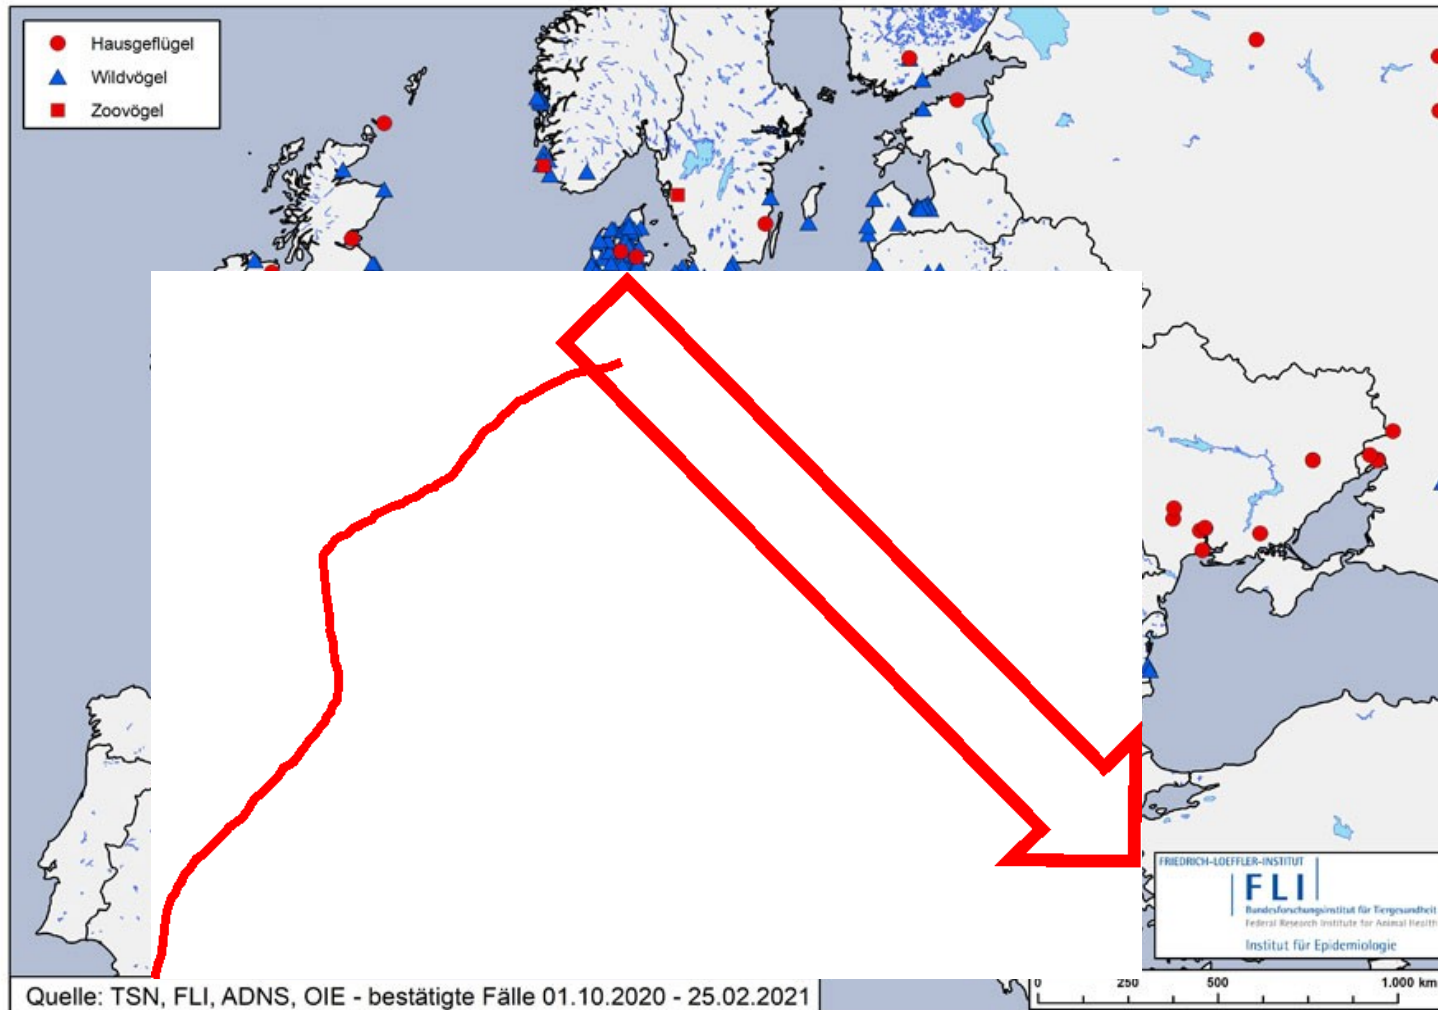 Hausgeflügel
Wildvögel
Zoovögel
FRIEDRICH-LOEFFLER-INSTITUT
FLI
Bundesforschungsinstitut für Tiergesundheit
Federal Research Institute for Animal Health
Institut für Epidemiologie
Quelle: TSN, FLI, ADNS, OIE - bestätigte Fälle 01.10.2020 - 25.02.2021
0 250 500 1.000 km